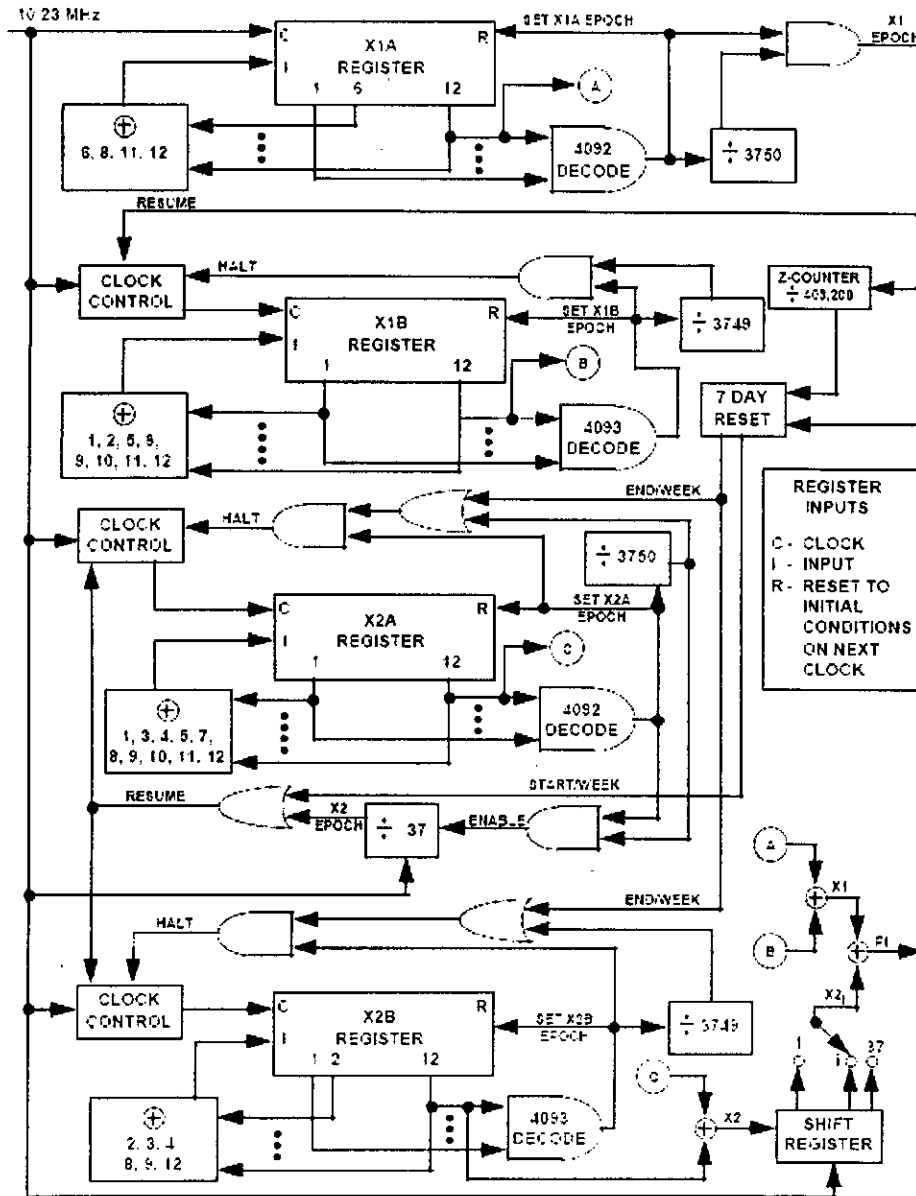 10 23 MHz
C
X1A
REGISTER
R
SET X1A EPOCH
X1
EPOCH
I
1
6
12
A
6, 8, 11, 12
4092
DECODE
÷ 3750
RESUME
CLOCK
CONTROL
HALT
Z-COUNTER
÷ 403,200
C
X1B
REGISTER
R
SET X1B
EPOCH
÷ 3749
I
1
12
B
7 DAY
RESET
1, 2, 5, 8,
9, 10, 11, 12
4093
DECODE
END/WEEK
REGISTER
INPUTS
C - CLOCK
I - INPUT
R - RESET TO
INITIAL
CONDITIONS
ON NEXT
CLOCK
CLOCK
CONTROL
HALT
÷ 3750
C
X2A
REGISTER
R
SET X2A
EPOCH
I
1
12
C
1, 3, 4, 5, 7,
8, 9, 10, 11, 12
4092
DECODE
START/WEEK
RESUME
X2
EPOCH
÷ 37
ENABLE
A
X1
END/WEEK
HALT
B
Pi
CLOCK
CONTROL
C
X2B
REGISTER
R
SET X2B
EPOCH
÷ 3749
X2i
I
1 2
12
1
i
37
C
2, 3, 4
8, 9, 12
4093
DECODE
X2
SHIFT
REGISTER